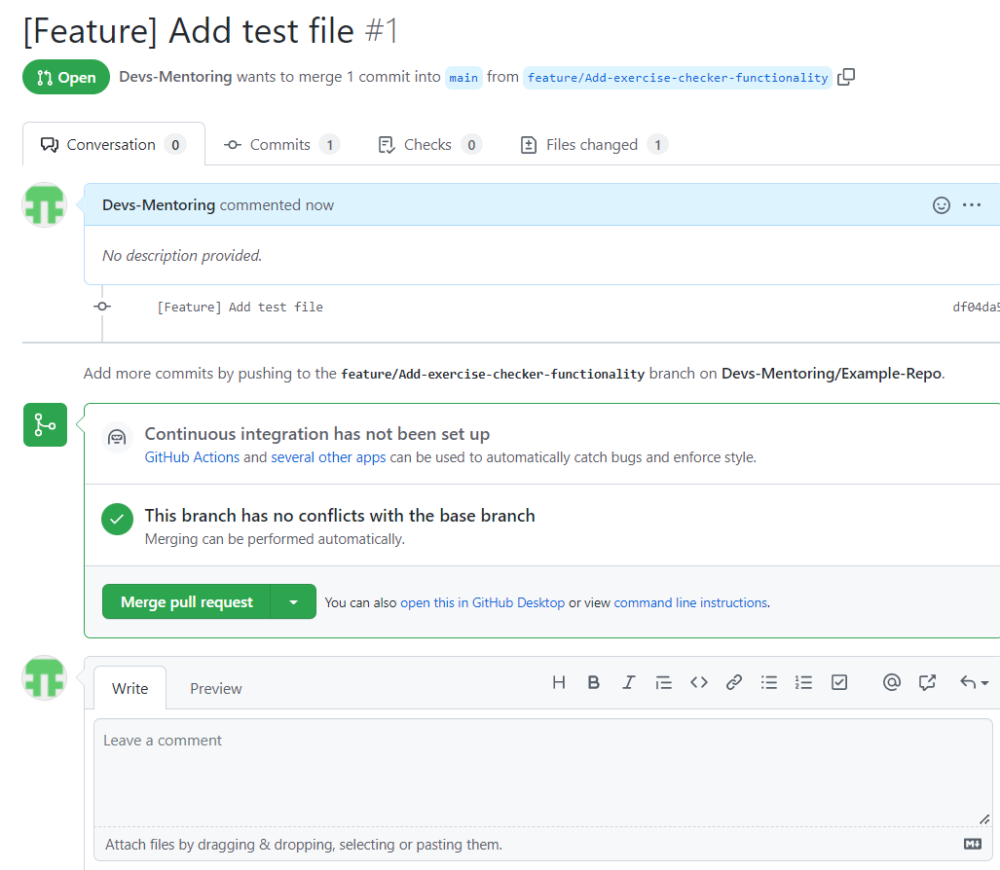 [Feature] Add test file #1
Open Devs-Mentoring wants to merge 1 commit into main from feature/Add-exercise-checker-functionality
Conversation 0 Commits 1 Checks 0 Files changed 1
Devs-Mentoring commented now
No description provided.
[Feature] Add test file df04da5
Add more commits by pushing to the feature/Add-exercise-checker-functionality branch on Devs-Mentoring/Example-Repo.
Continuous integration has not been set up
GitHub Actions and several other apps can be used to automatically catch bugs and enforce style.
This branch has no conflicts with the base branch
Merging can be performed automatically.
Merge pull request You can also open this in GitHub Desktop or view command line instructions.
Write Preview
Leave a comment
Attach files by dragging & dropping, selecting or pasting them.